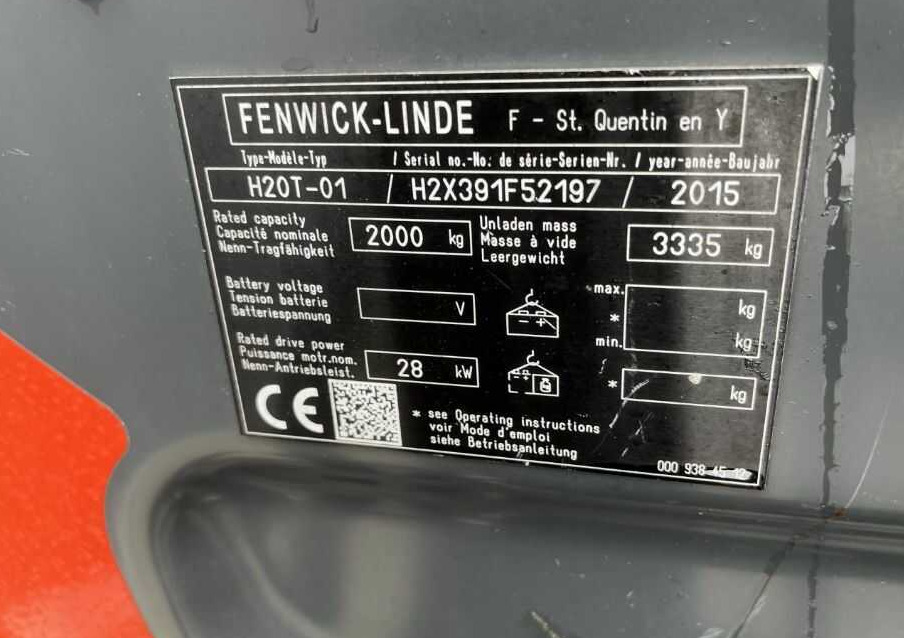 FENWICK-LINDE F - St. Quentin en Y
Type-Modèle-Typ / Serial no.-No. de série-Serien-Nr. / year-année-Baujahr
H20T-01 / H2X391F52197 / 2015
Rated capacity
Capacité nominale
Nenn-Tragfähigkeit
2000 kg
Unladen mass
Masse à vide
Leergewicht
3335 kg
Battery voltage
Tension batterie
Batteriespannung
V
max. kg
*
min. kg
Rated drive power
Puissance motr.nom.
Nenn-Antriebsleist.
28 kW
* kg
CE
* see Operating instructions
voir Mode d'emploi
siehe Betriebsanleitung
000 938